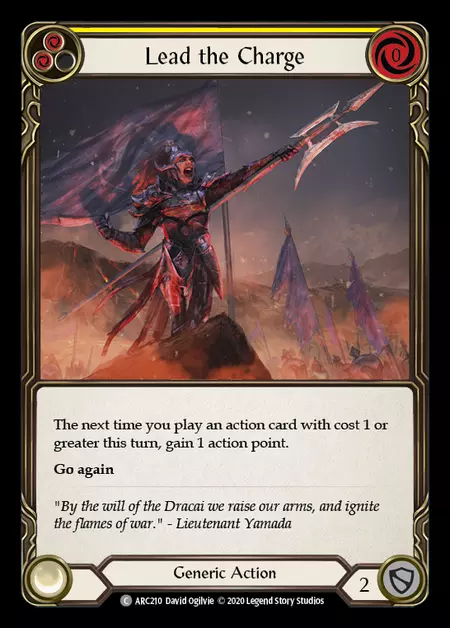 Lead the Charge
0
The next time you play an action card with cost 1 or
greater this turn, gain 1 action point.
Go again
"By the will of the Dracai we raise our arms, and ignite
the flames of war." - Lieutenant Yamada
Generic Action
2
C ARC210 David Ogilvie © 2020 Legend Story Studios